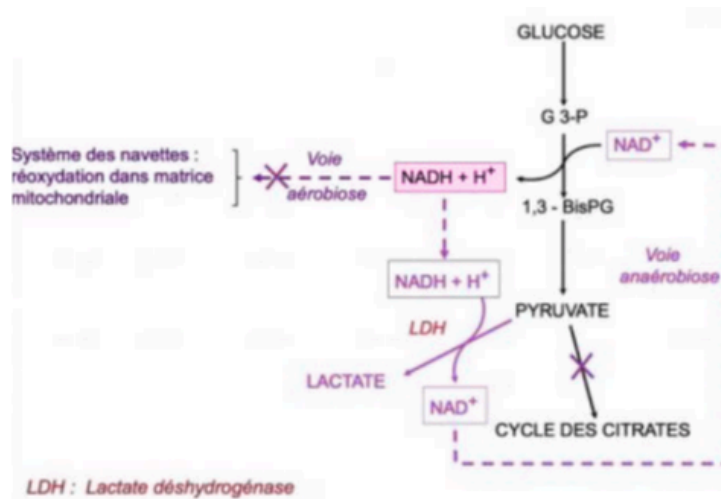 GLUCOSE
G 3-P
NAD+
Système des navettes :
réoxydation dans matrice
mitochondriale
Voie
aérobiose
NADH + H+
1,3 - BisPG
Voie
anaérobiose
NADH + H+
LDH
PYRUVATE
LACTATE
NAD+
CYCLE DES CITRATES
LDH : Lactate déshydrogénase